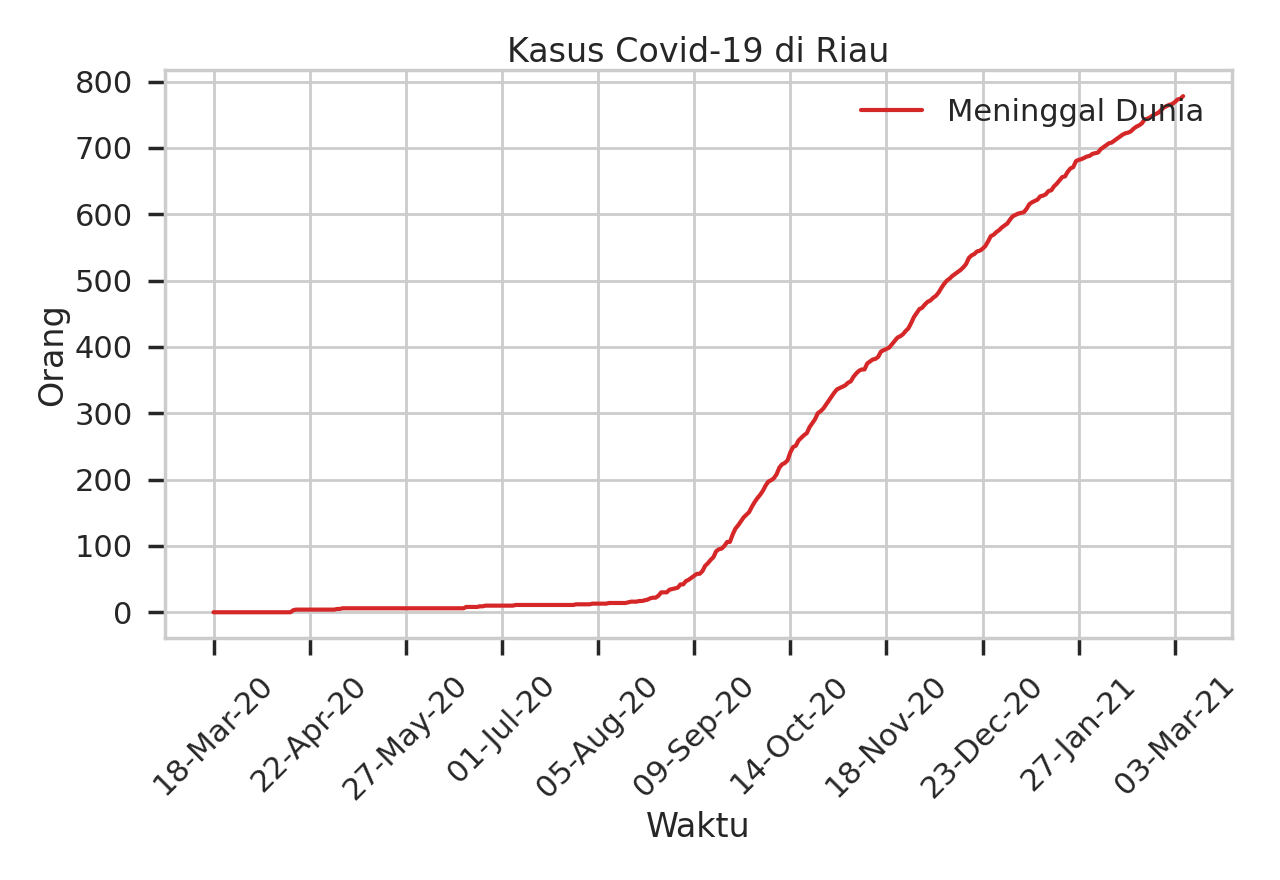 Kasus Covid-19 di Riau
Meninggal Dunia
Orang
800
700
600
500
400
300
200
100
0
18-Mar-20
22-Apr-20
27-May-20
01-Jul-20
05-Aug-20
09-Sep-20
14-Oct-20
18-Nov-20
23-Dec-20
27-Jan-21
03-Mar-21
Waktu